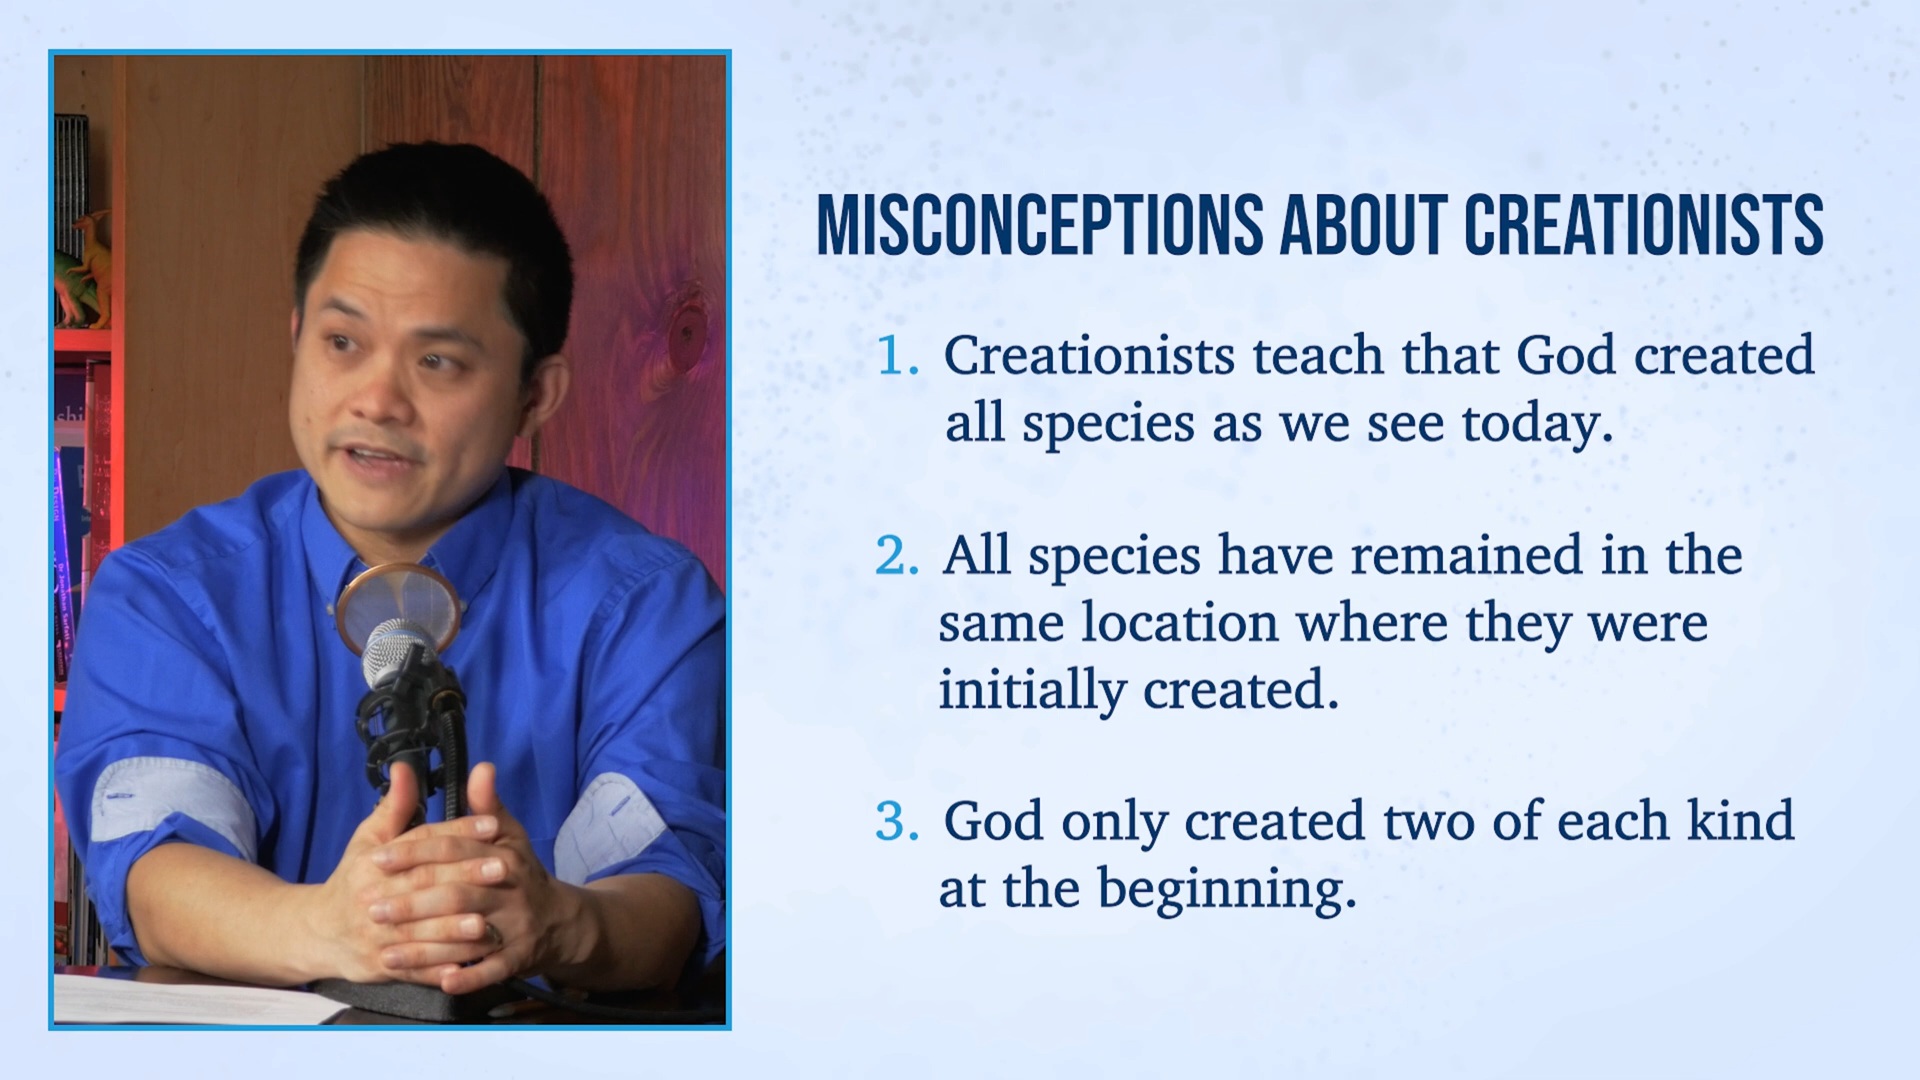 MISCONCEPTIONS ABOUT CREATIONISTS
1. Creationists teach that God created
all species as we see today.
2. All species have remained in the
same location where they were
initially created.
3. God only created two of each kind
at the beginning.